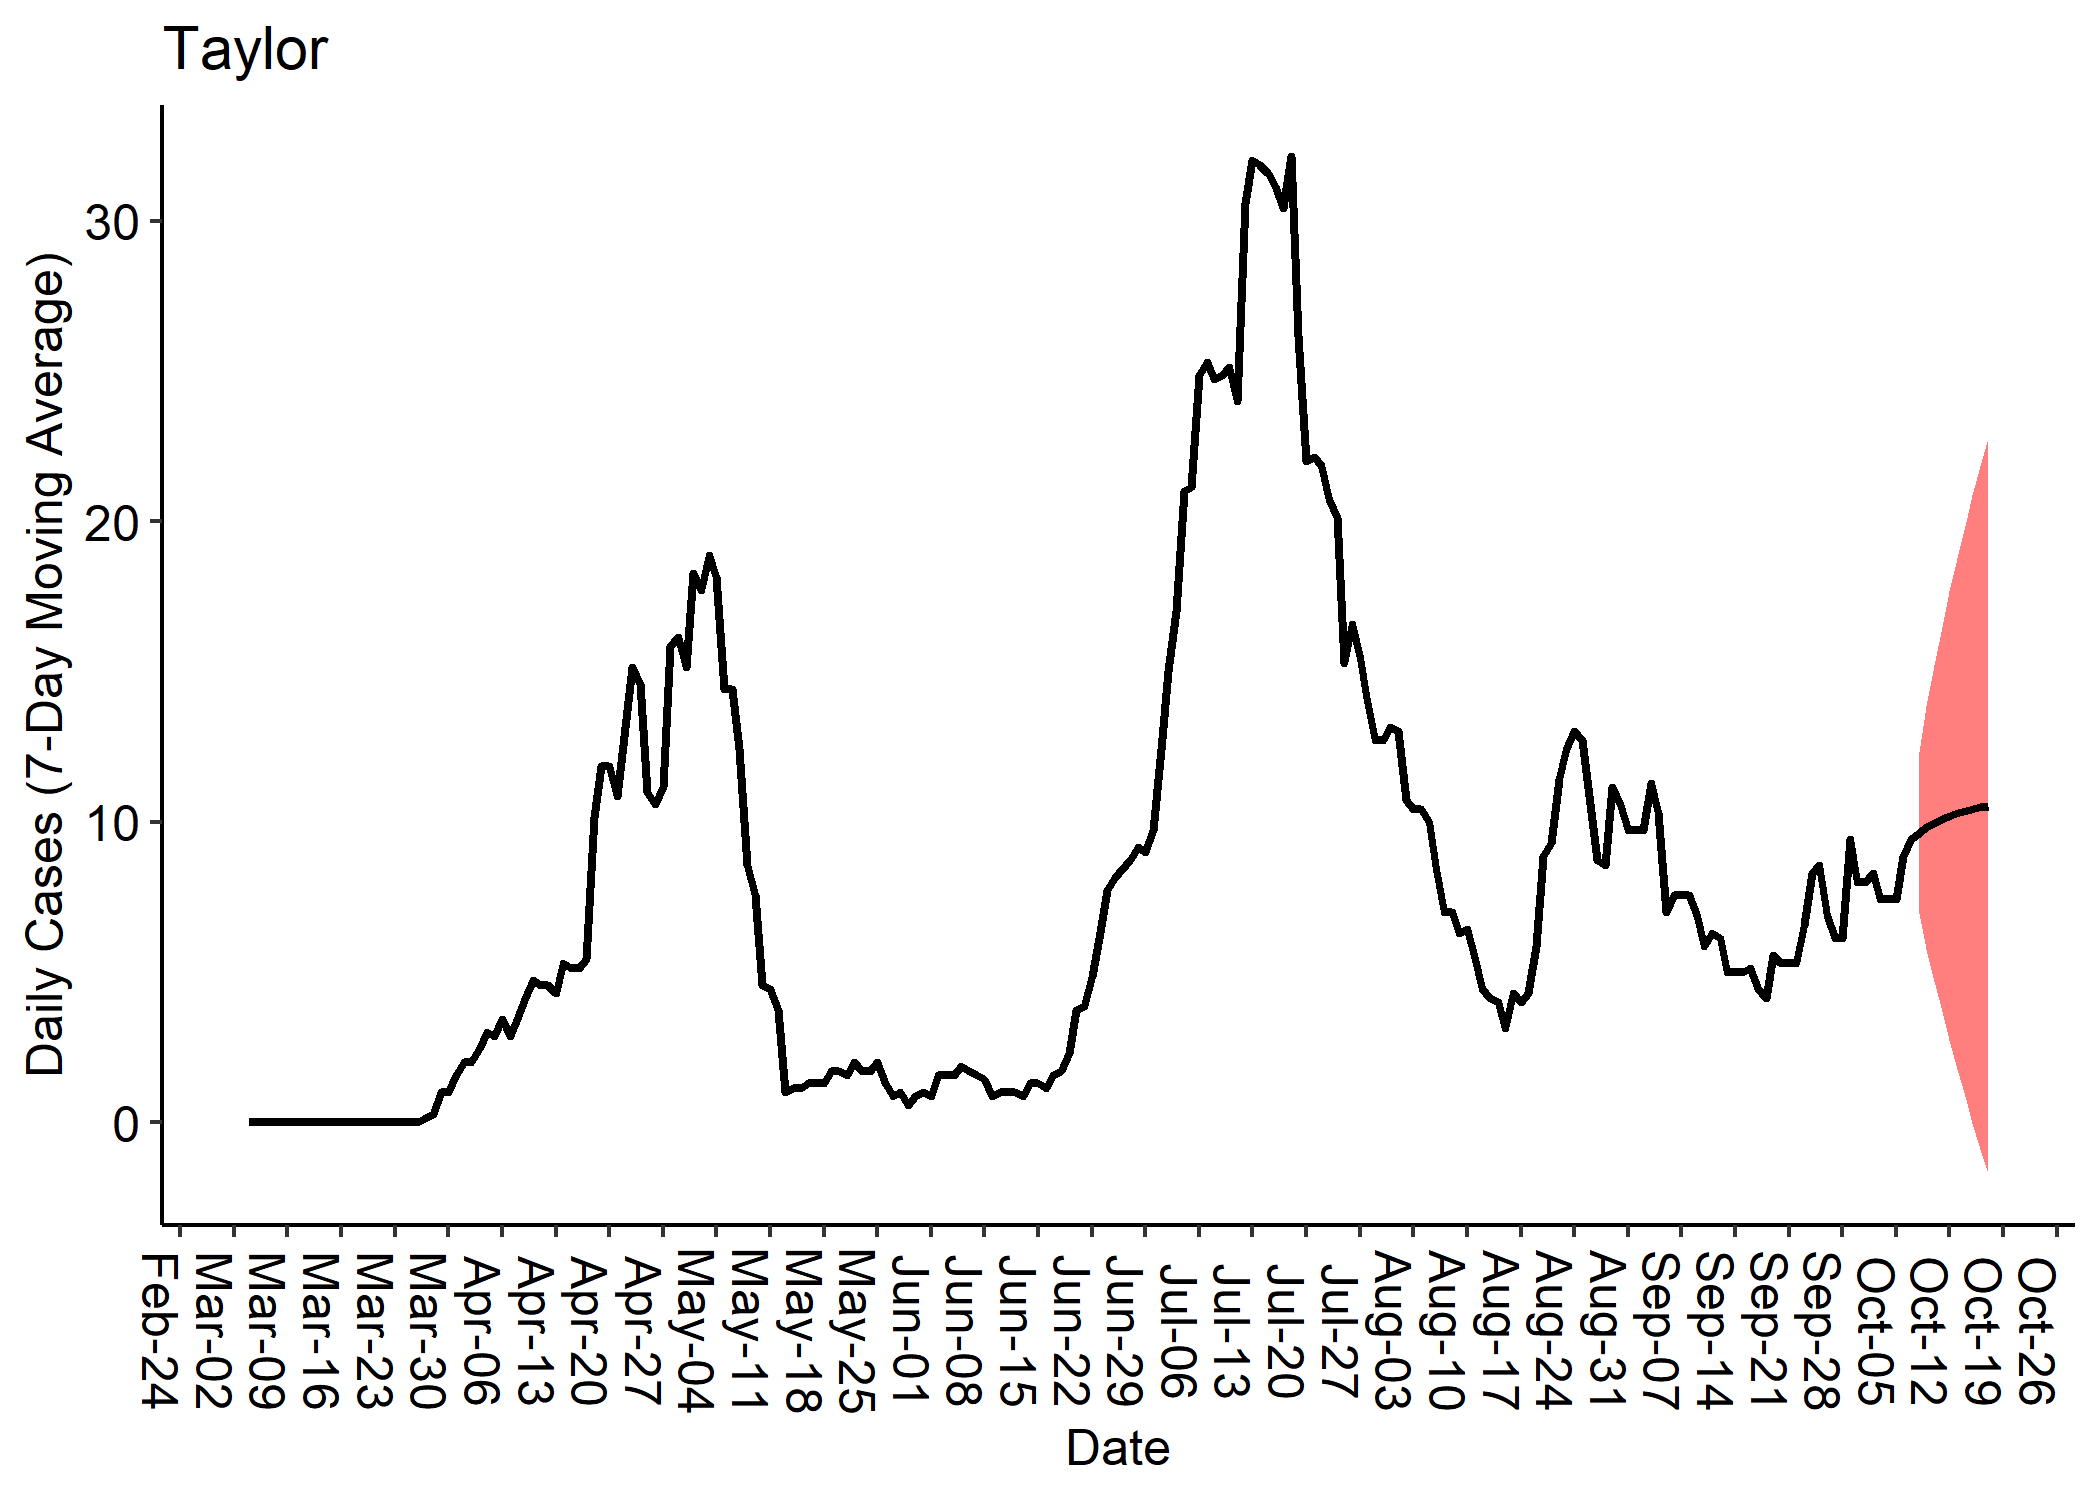 Taylor
Daily Cases (7-Day Moving Average)
30
20
10
0
Feb-24
Mar-02
Mar-09
Mar-16
Mar-23
Mar-30
Apr-06
Apr-13
Apr-20
Apr-27
May-04
May-11
May-18
May-25
Jun-01
Jun-08
Jun-15
Jun-22
Jun-29
Jul-06
Jul-13
Jul-20
Jul-27
Aug-03
Aug-10
Aug-17
Aug-24
Aug-31
Sep-07
Sep-14
Sep-21
Sep-28
Oct-05
Oct-12
Oct-19
Oct-26
Date